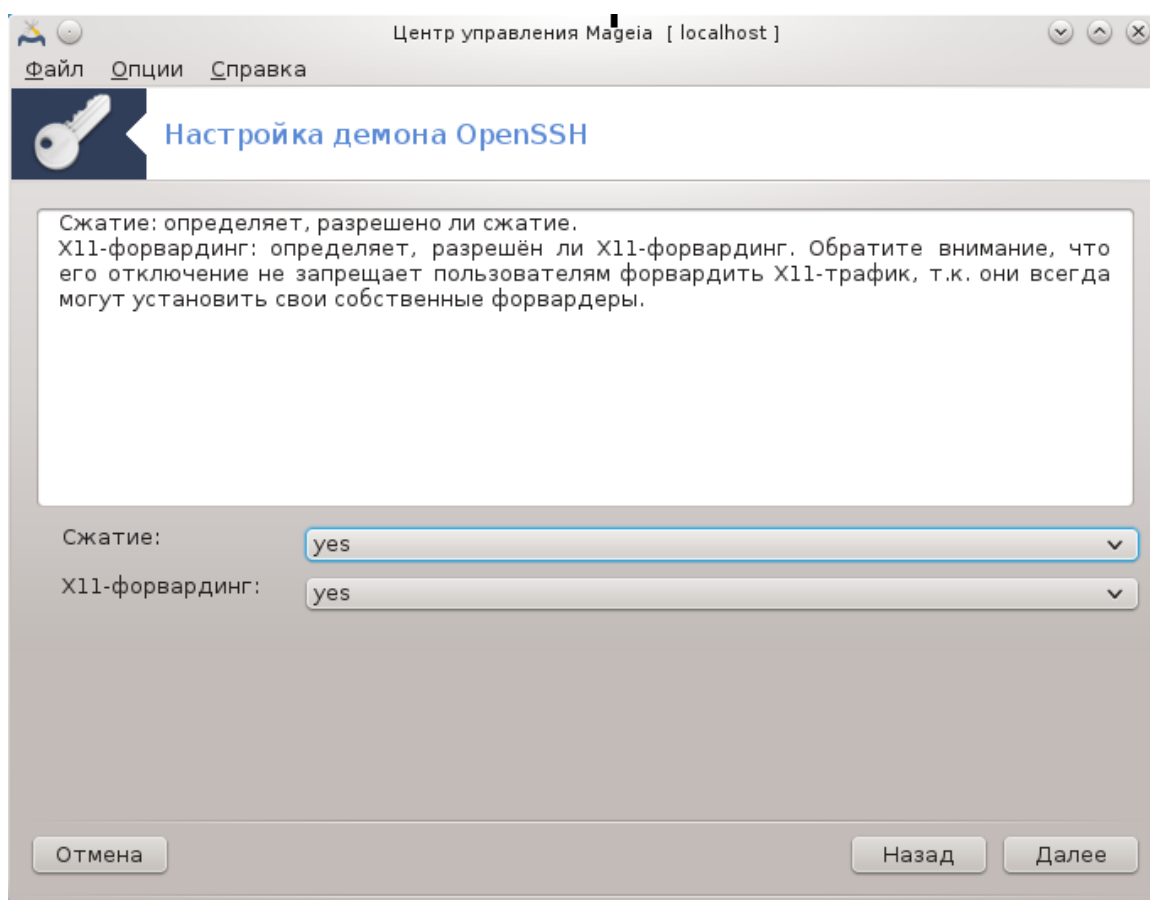 Центр управления Mageia [ localhost ]
Файл Опции Справка
Настройка демона OpenSSH
Сжатие: определяет, разрешено ли сжатие.
X11-форвардинг: определяет, разрешён ли X11-форвардинг. Обратите внимание, что
его отключение не запрещает пользователям форвардить X11-трафик, т.к. они всегда
могут установить свои собственные форвардеры.
Сжатие:
yes
X11-форвардинг:
yes
Отмена
Назад
Далее